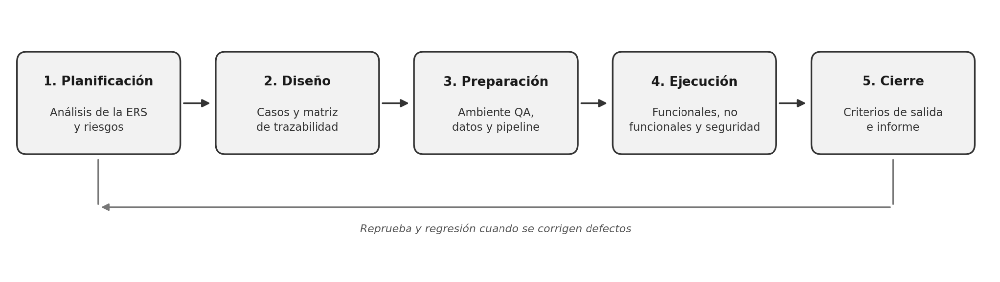 1. Planificación
Análisis de la ERS
y riesgos
2. Diseño
Casos y matriz
de trazabilidad
3. Preparación
Ambiente QA,
datos y pipeline
4. Ejecución
Funcionales, no
funcionales y seguridad
5. Cierre
Criterios de salida
e informe
Reprueba y regresión cuando se corrigen defectos